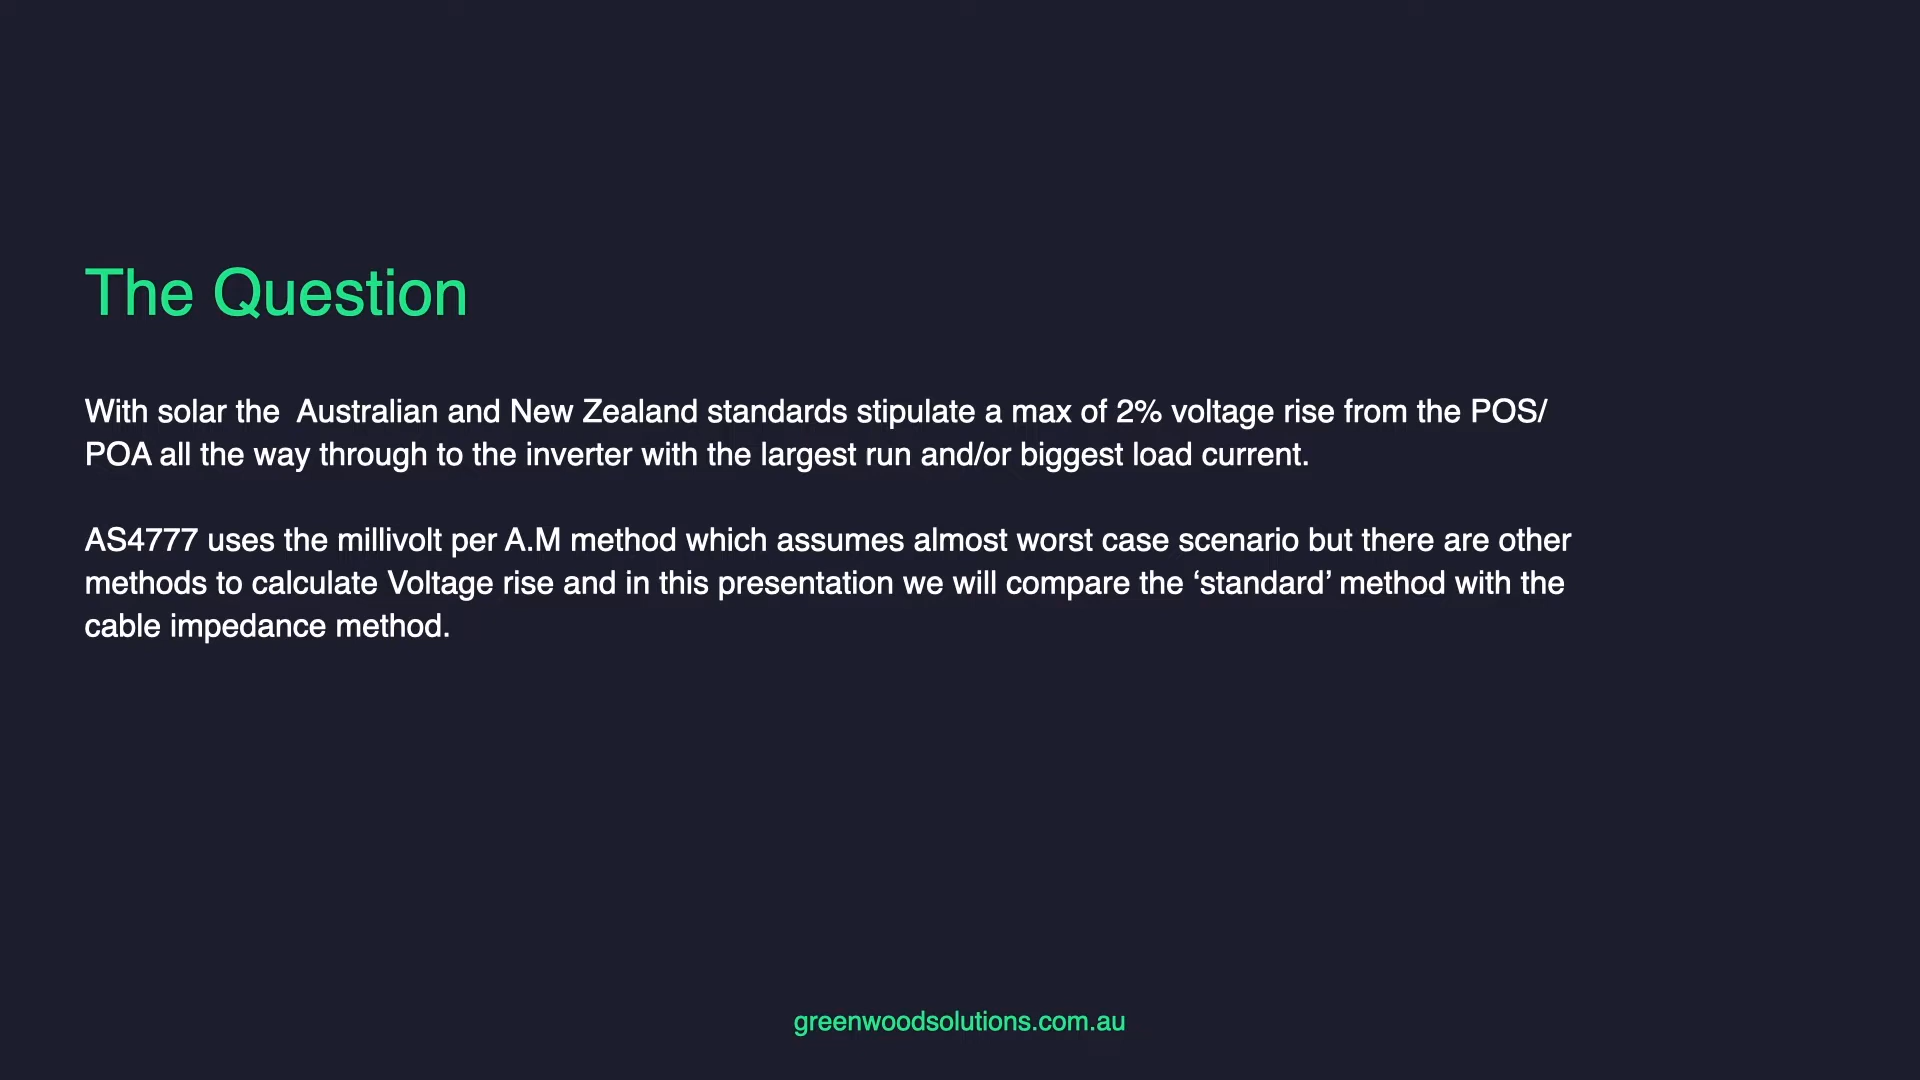 The Question
With solar the  Australian and New Zealand standards stipulate a max of 2% voltage rise from the POS/
POA all the way through to the inverter with the largest run and/or biggest load current.
AS4777 uses the millivolt per A.M method which assumes almost worst case scenario but there are other
methods to calculate Voltage rise and in this presentation we will compare the ‘standard’ method with the
cable impedance method.
greenwoodsolutions.com.au